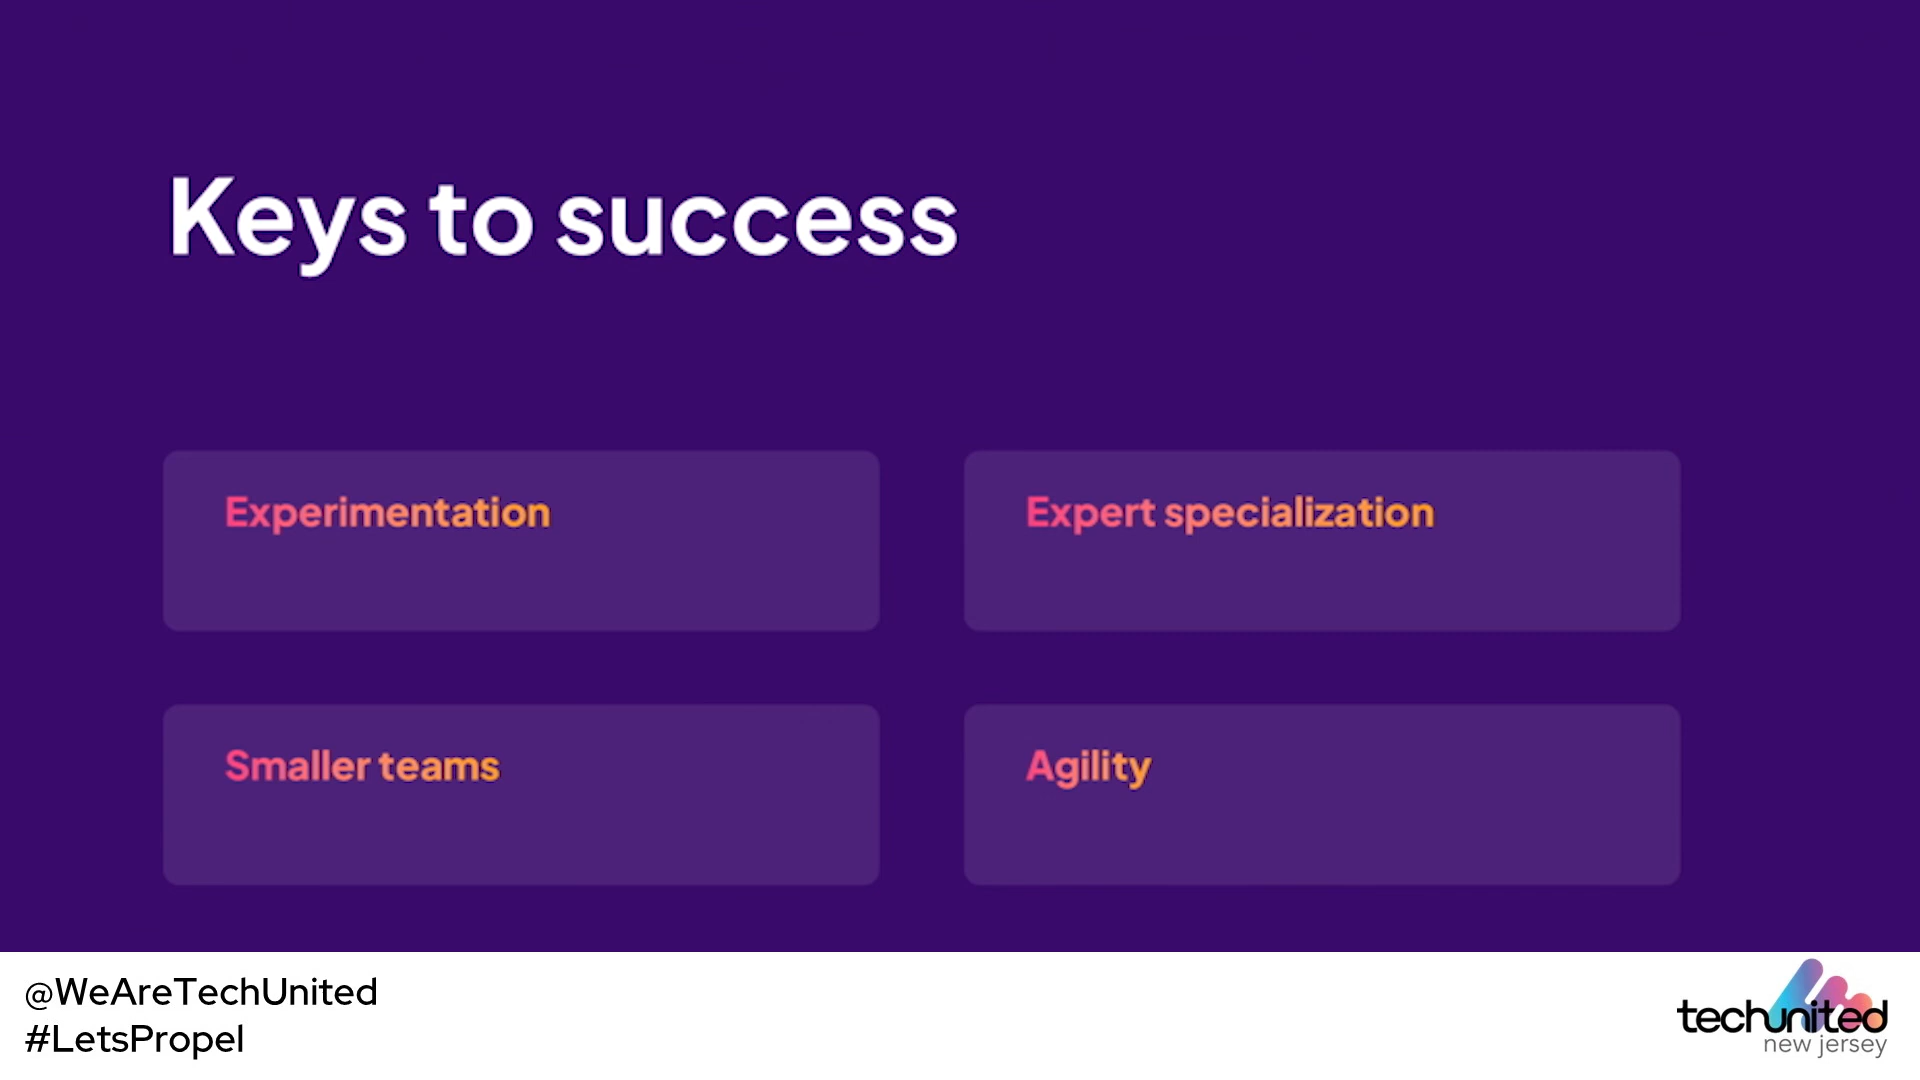 Keys to success
Experimentation
Expert specialization
Smaller teams
Agility
@WeAreTechUnited
#LetsPropel
techunited
new jersey